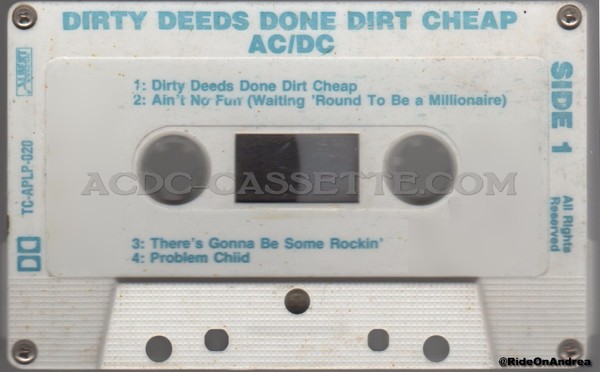 DIRTY DEEDS DONE DIRT CHEAP
AC/DC
ALBERT
1: Dirty Deeds Done Dirt Cheap
2: Ain't No Fun (Waiting 'Round To Be a Millionaire)
SIDE 1
ACDC-CASSETTE.COM
TC-APLP-020
All Rights
Reserved
3: There's Gonna Be Some Rockin'
4: Problem Chiid
@RideOnAndrea